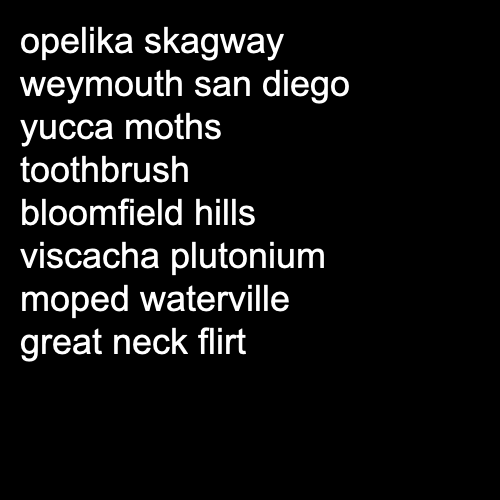 opelika skagway
weymouth san diego
yucca moths
toothbrush
bloomfield hills
viscacha plutonium
moped waterville
great neck flirt